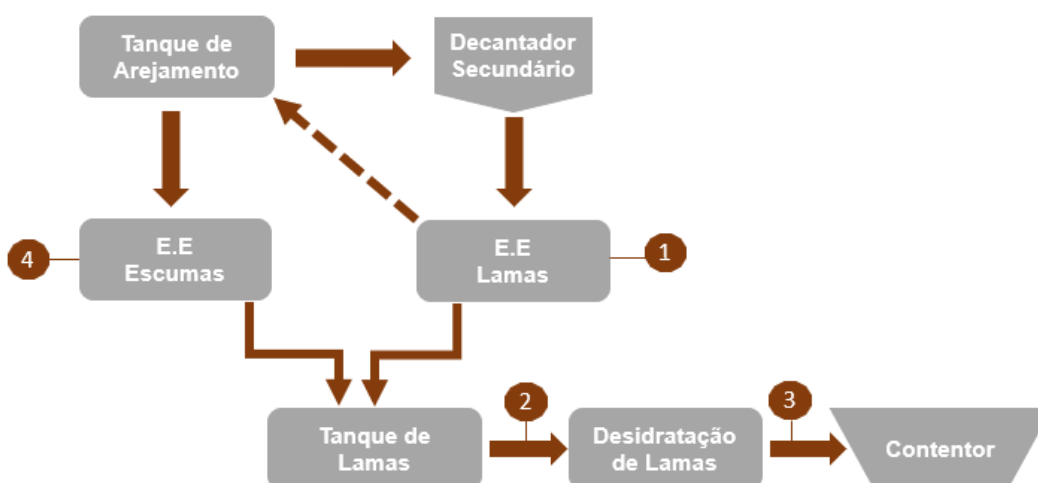 Tanque de
Arejamento
Decantador
Secundário
4
E.E
Escumas
E.E
Lamas
1
2
3
Tanque de
Lamas
Desidratação
de Lamas
Contentor